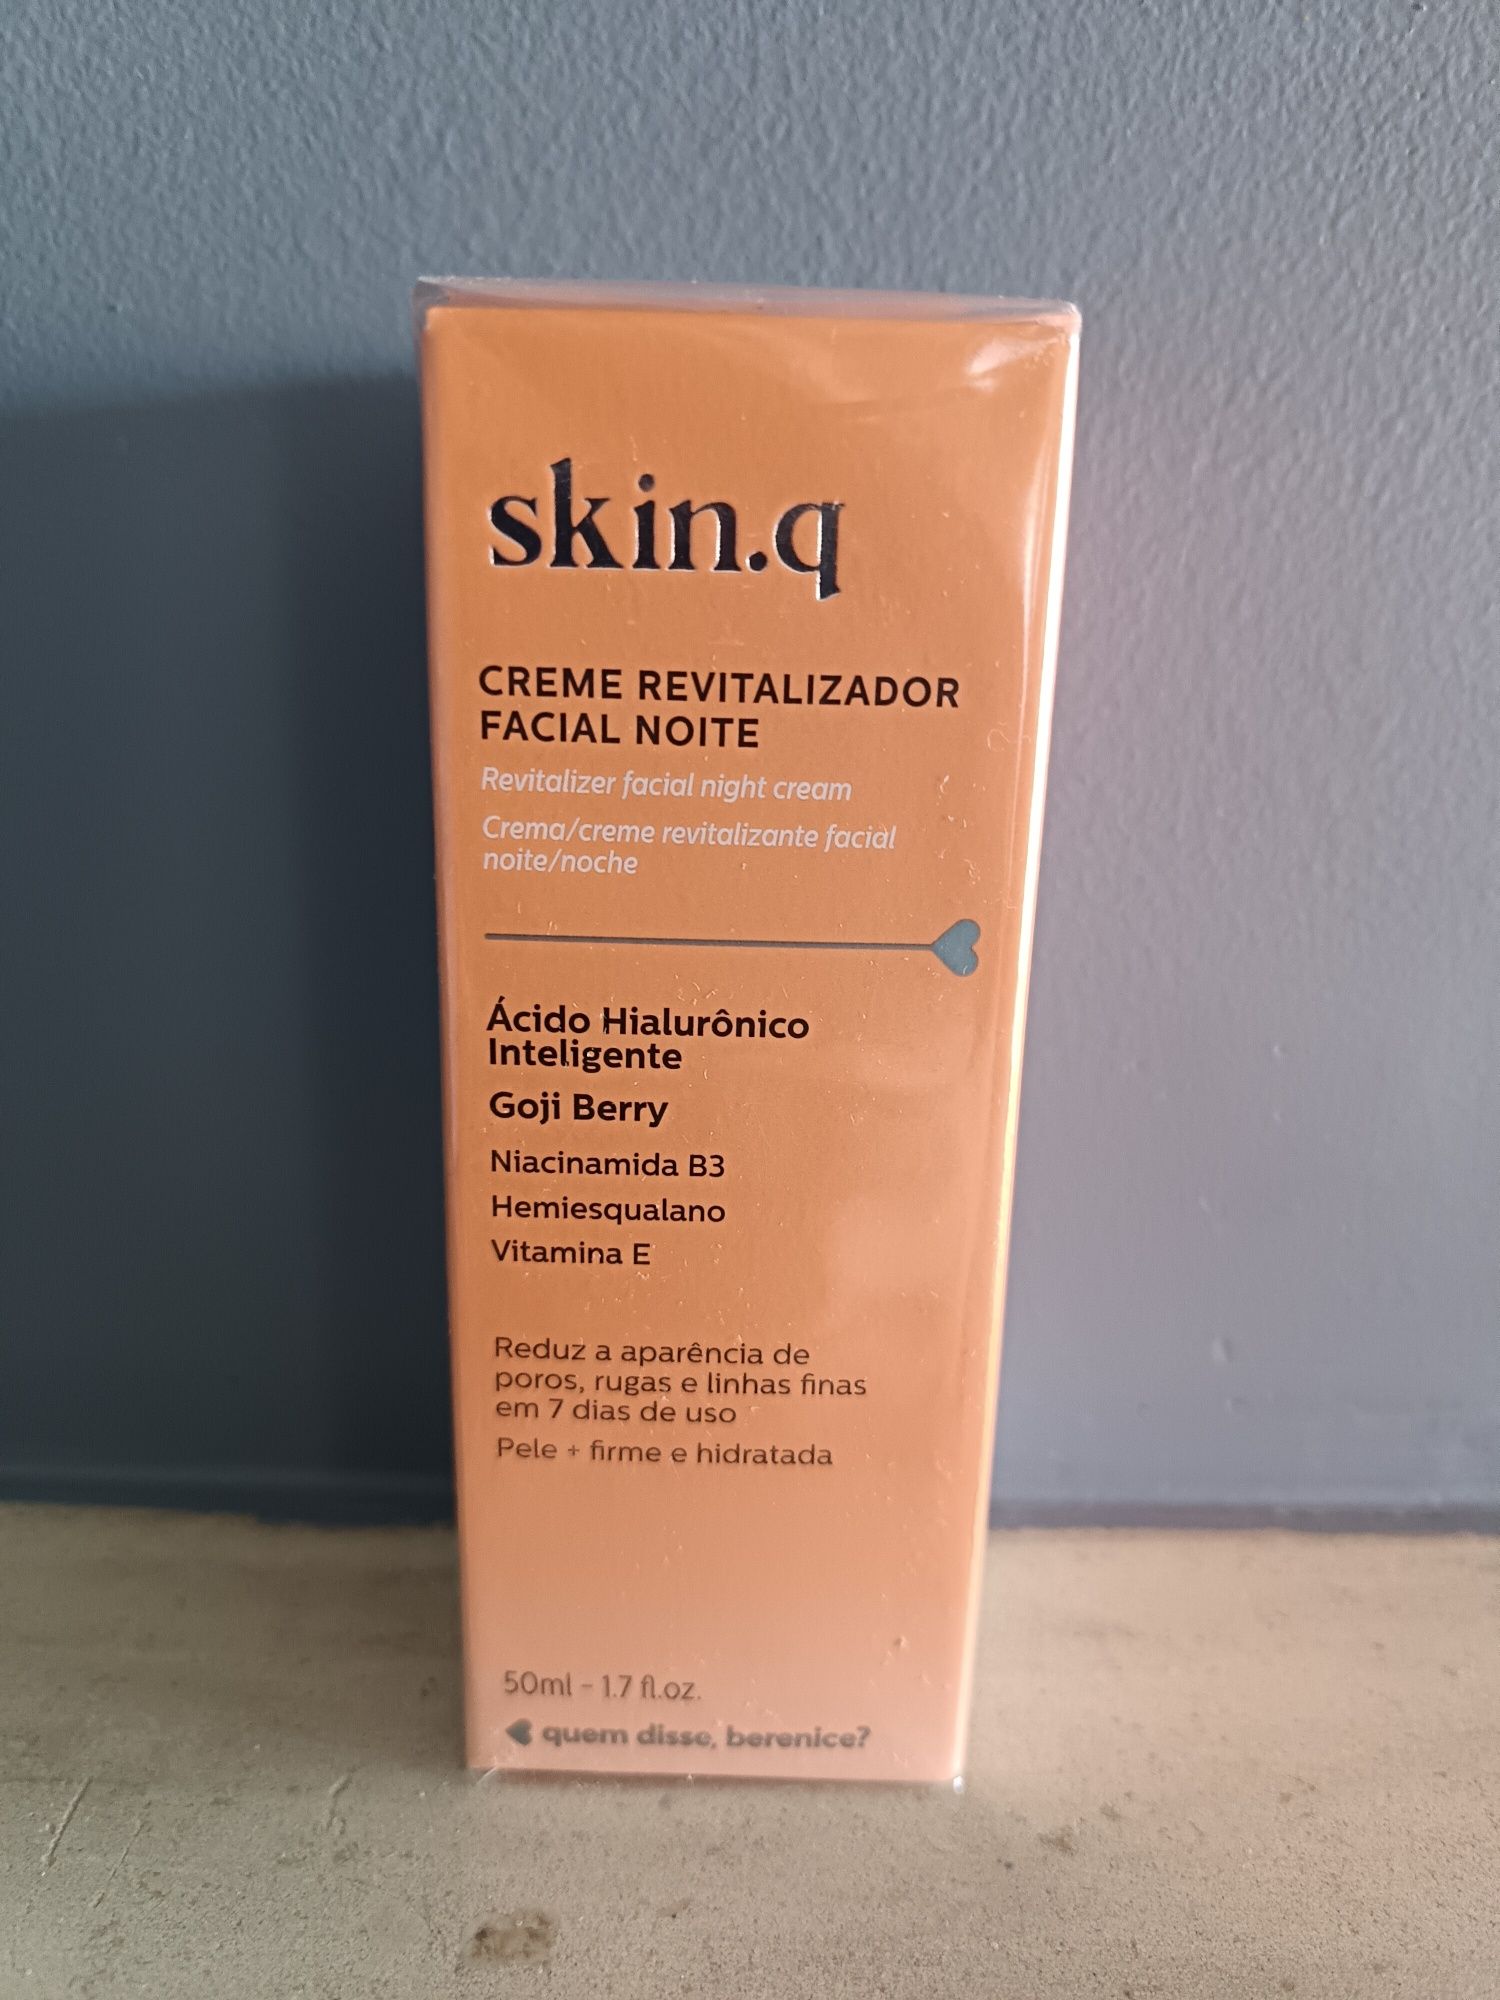 skin.q
CREME REVITALIZADOR
FACIAL NOITE
Revitalizer facial night cream
Crema/creme revitalizante facial
noite/noche
Ácido Hialurônico
Inteligente
Goji Berry
Niacinamida B3
Hemiesqualano
Vitamina E
Reduz a aparência de
poros, rugas e linhas finas
em 7 dias de uso
Pele + firme e hidratada
50ml - 1.7 fl.oz.
quem disse, berenice?